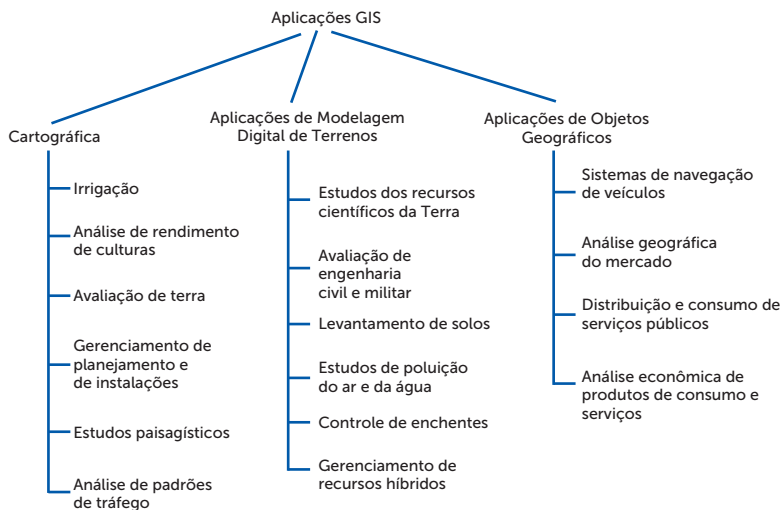 Aplicações GIS
Cartográfica
Irrigação
Análise de rendimento
de culturas
Avaliação de terra
Gerenciamento de
planejamento e
de instalações
Estudos paisagísticos
Análise de padrões
de tráfego
Aplicações de Modelagem
Digital de Terrenos
Estudos dos recursos
científicos da Terra
Avaliação de
engenharia
civil e militar
Levantamento de solos
Estudos de poluição
do ar e da água
Controle de enchentes
Gerenciamento de
recursos híbridos
Aplicações de Objetos
Geográficos
Sistemas de navegação
de veículos
Análise geográfica
do mercado
Distribuição e consumo de
serviços públicos
Análise econômica de
produtos de consumo e
serviços